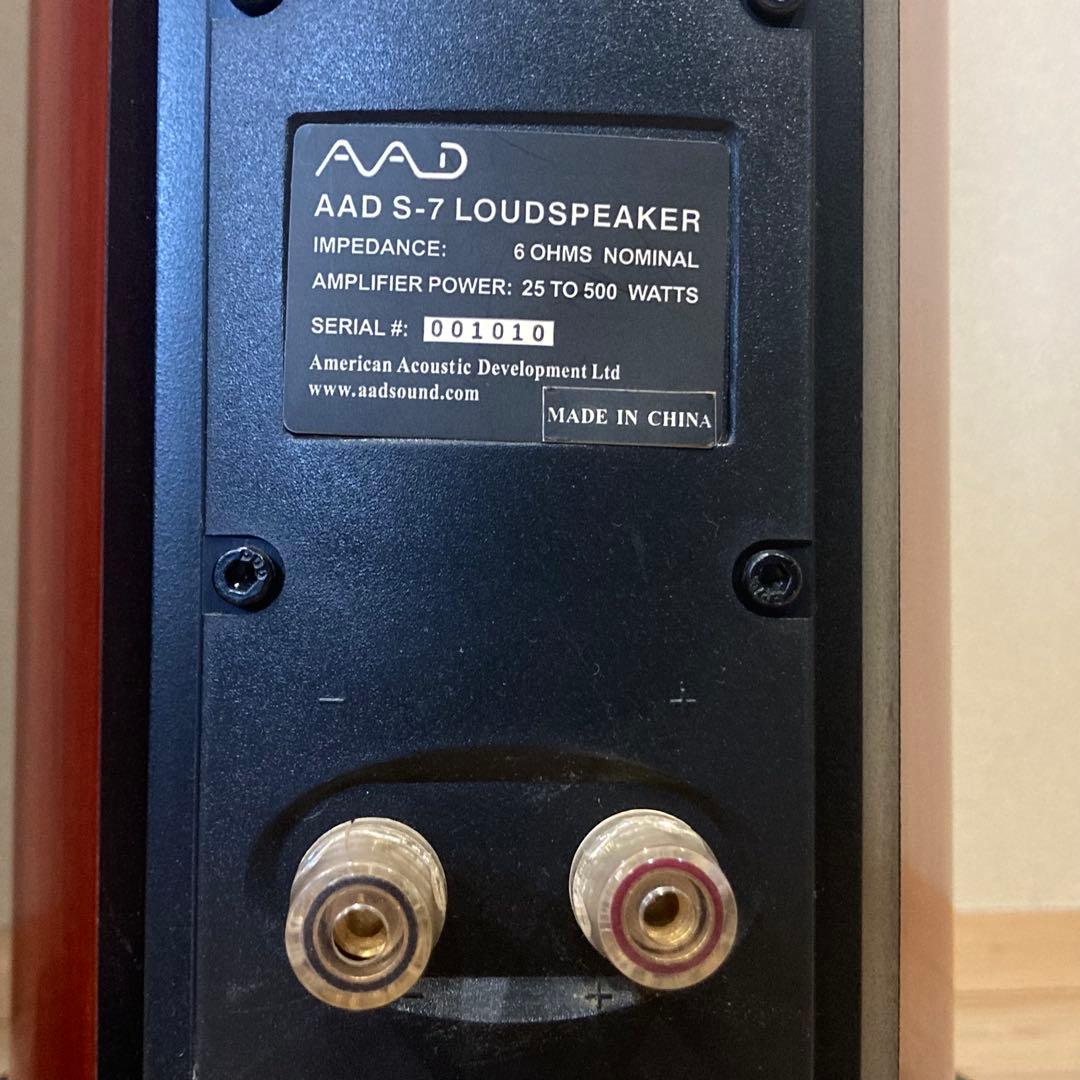 AAD
AAD S-7 LOUDSPEAKER
IMPEDANCE: 6 OHMS NOMINAL
AMPLIFIER POWER: 25 TO 500 WATTS
SERIAL #: 001010
American Acoustic Development Ltd
www.aadsound.com
MADE IN CHINA
− +
− +